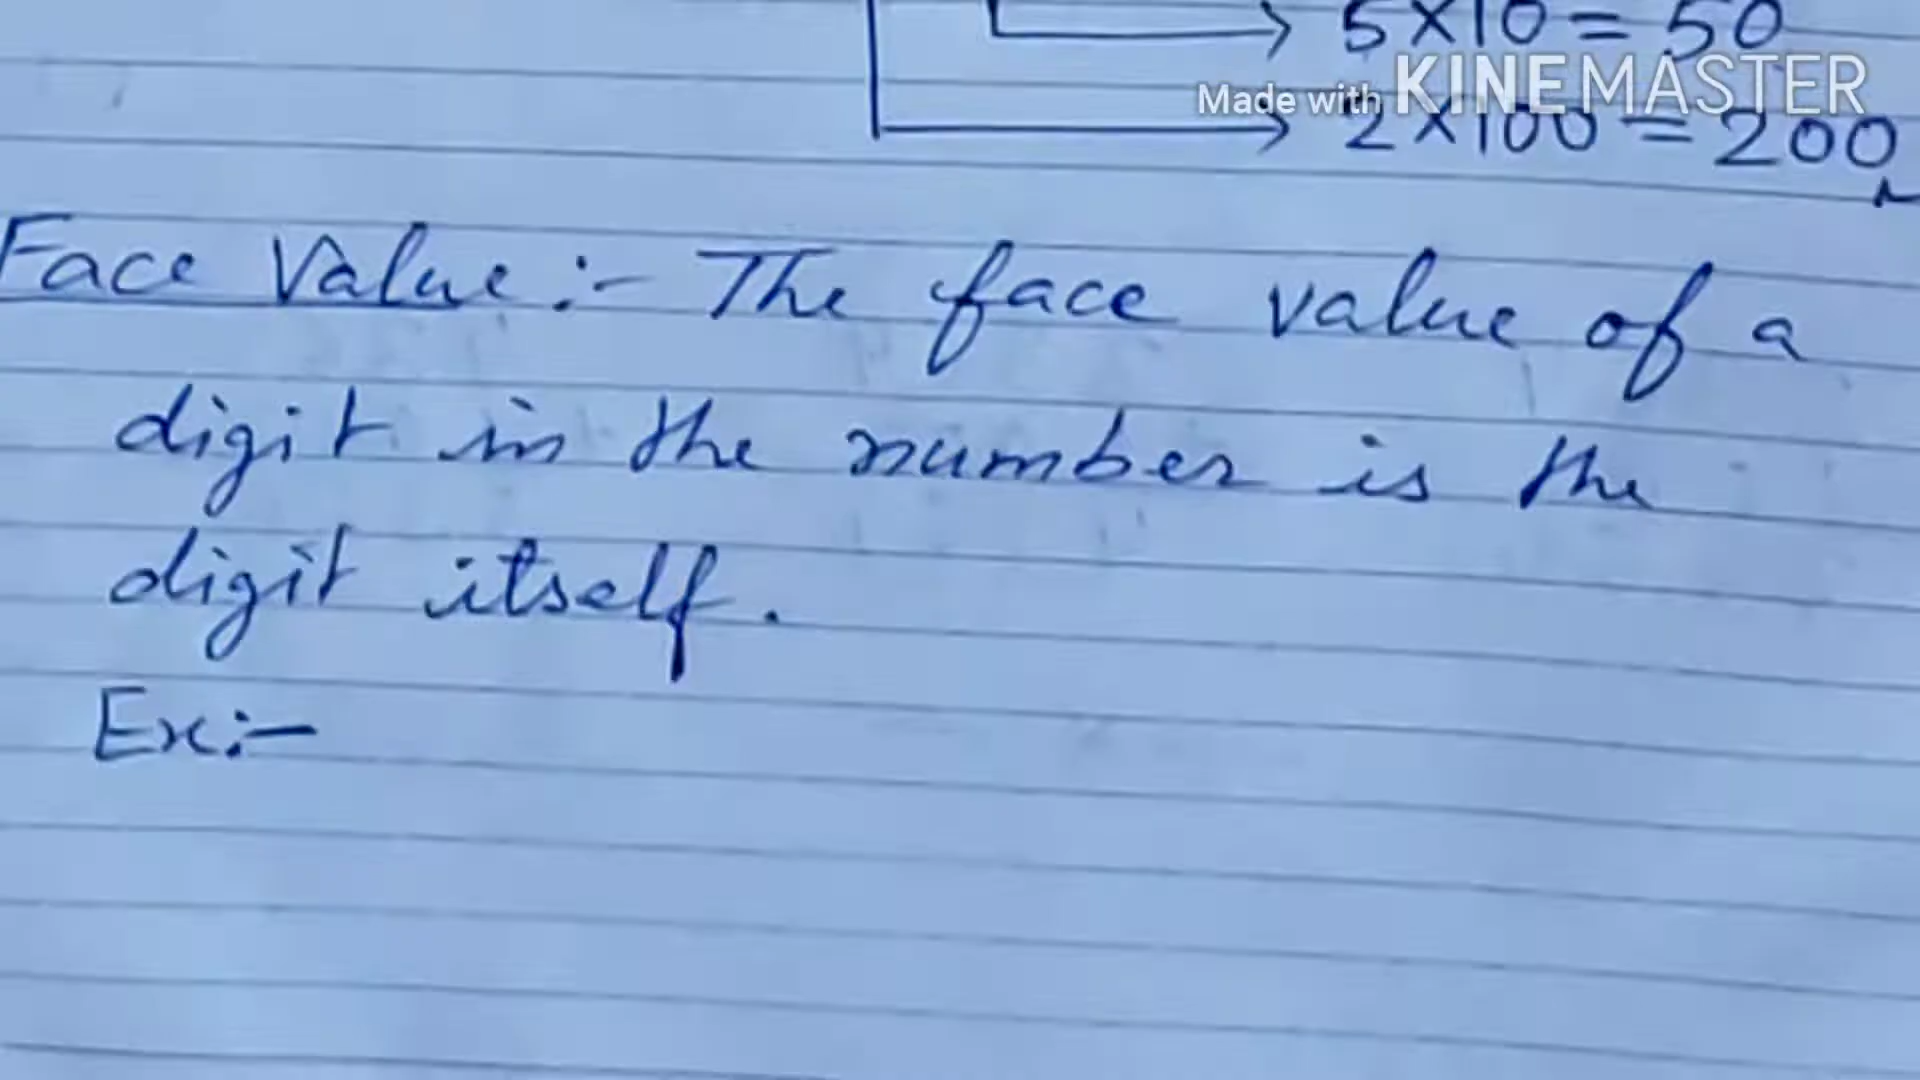 5×10 = 50
Made with KINEMASTER
2×100 = 200
Face Value:- The face value of a
digit in the number is the
digit itself.
Ex:-